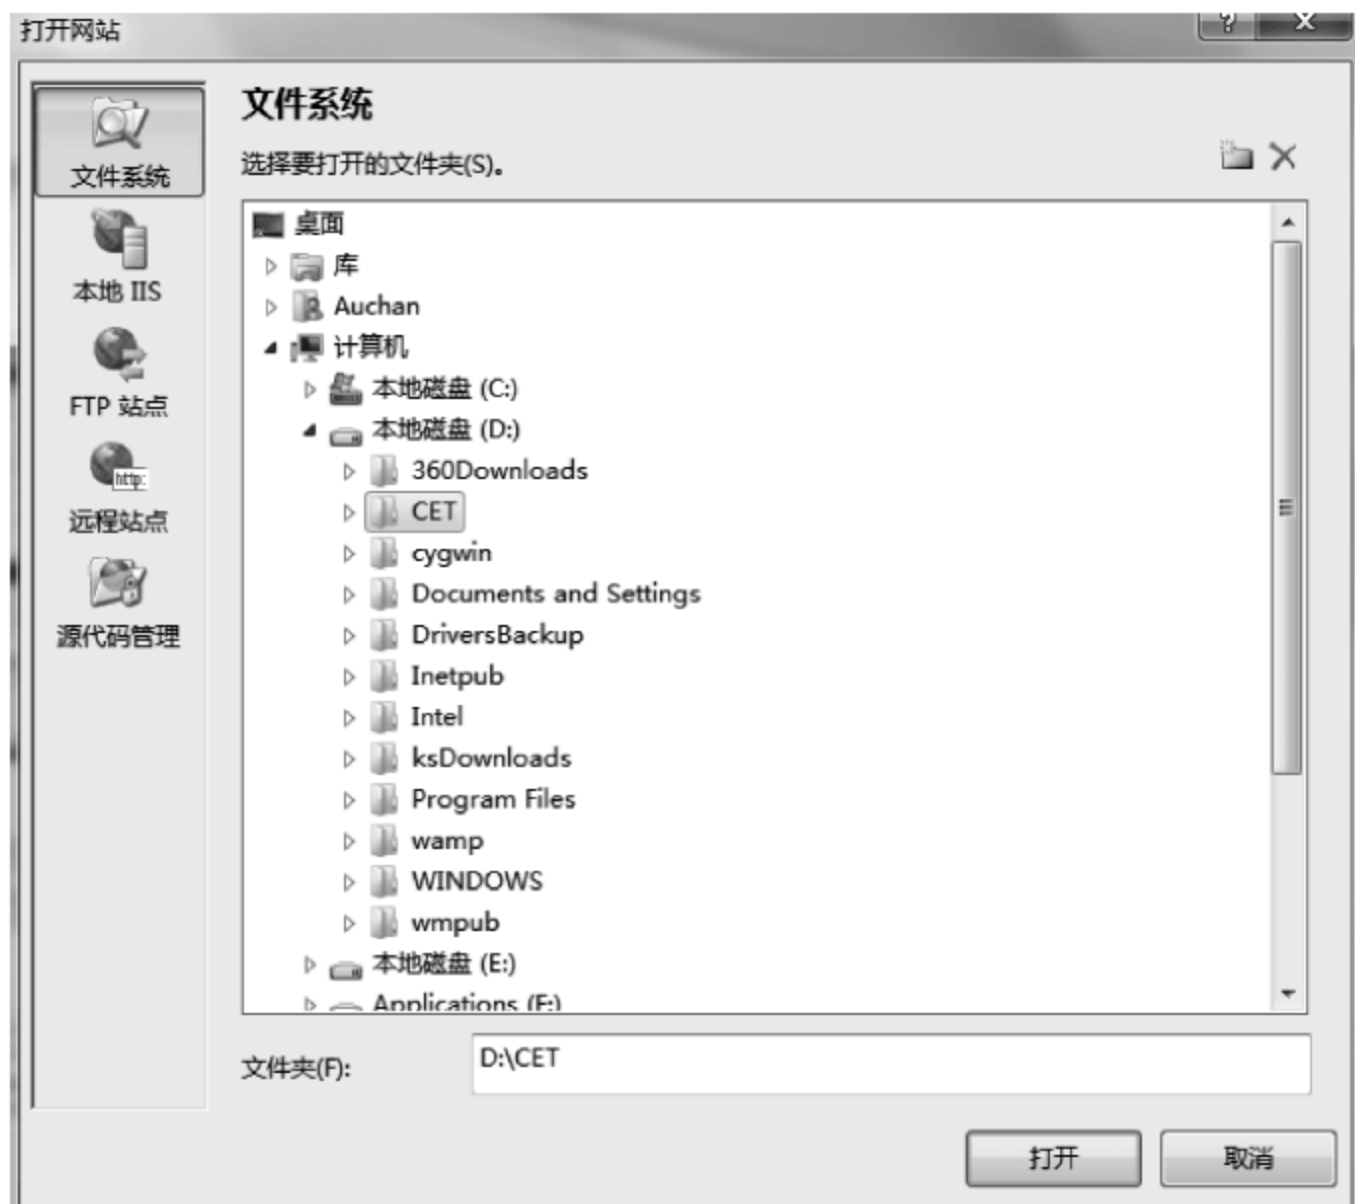 打开网站
?
X
文件系统
本地 IIS
FTP 站点
http:
远程站点
源代码管理
文件系统
选择要打开的文件夹(S)。
桌面
库
Auchan
计算机
本地磁盘 (C:)
本地磁盘 (D:)
360Downloads
CET
cygwin
Documents and Settings
DriversBackup
Inetpub
Intel
ksDownloads
Program Files
wamp
WINDOWS
wmpub
本地磁盘 (E:)
Applications (F:)
文件夹(F):
D:\CET
打开
取消